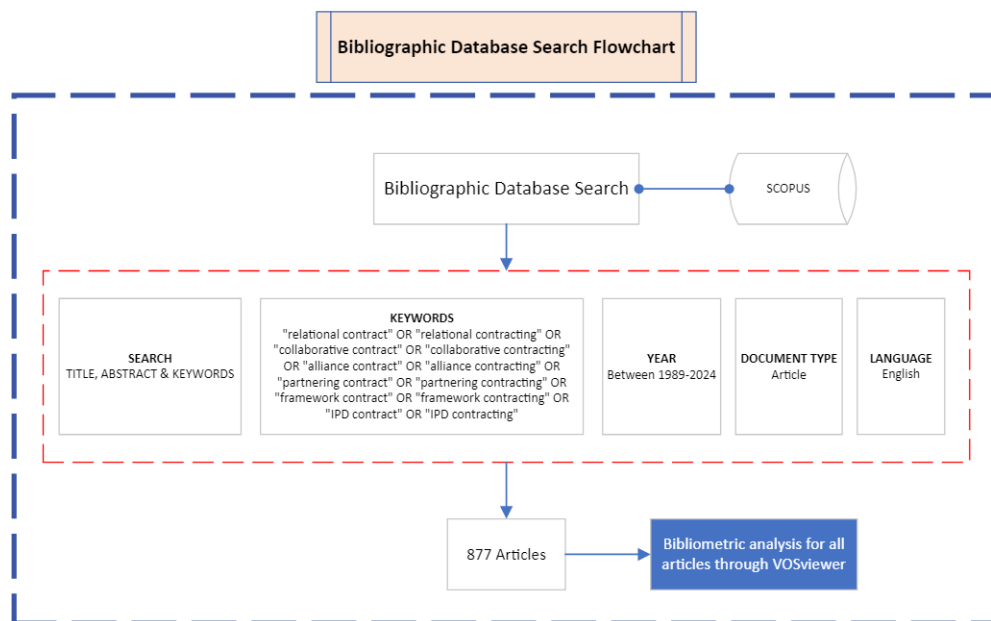 Bibliographic Database Search Flowchart
Bibliographic Database Search
SCOPUS
SEARCH
TITLE, ABSTRACT & KEYWORDS
KEYWORDS
"relational contract" OR "relational contracting" OR
"collaborative contract" OR "collaborative contracting"
OR "alliance contract" OR "alliance contracting" OR
"partnering contract" OR "partnering contracting" OR
"framework contract" OR "framework contracting" OR
"IPD contract" OR "IPD contracting"
YEAR
Between 1989-2024
DOCUMENT TYPE
Article
LANGUAGE
English
877 Articles
Bibliometric analysis for all
articles through VOSviewer